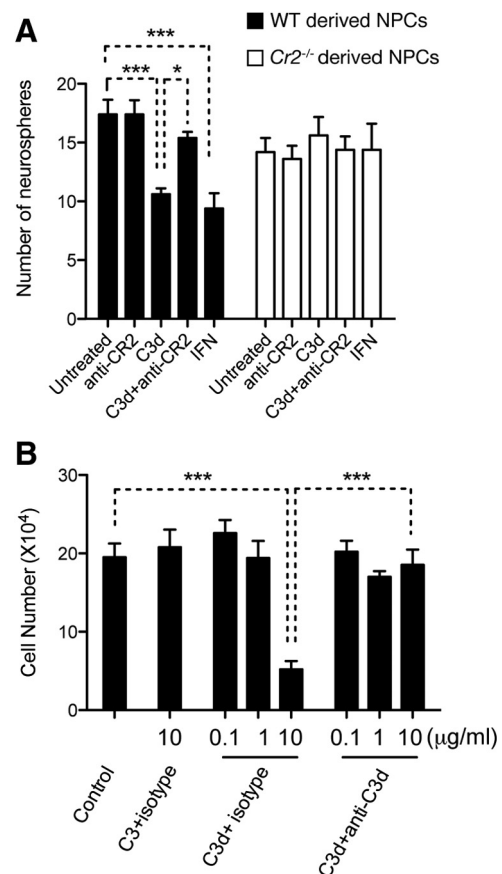 A
WT derived NPCs
Cr2-/- derived NPCs
***
*** *
20
15
10
5
0
Number of neurospheres
Untreated
anti-CR2
C3d
C3d+anti-CR2
IFN
Untreated
anti-CR2
C3d
C3d+anti-CR2
IFN
B
30
20
10
0
Cell Number (X10⁴)
*** ***
10 0.1 1 10 0.1 1 10 (μg/ml)
Control
C3+isotype
C3d+ isotype
C3d+anti-C3d